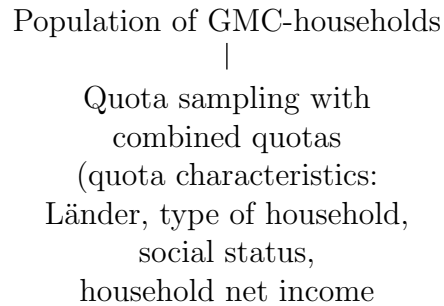 Population of GMC-households
|
Quota sampling with
combined quotas
(quota characteristics:
Länder, type of household,
social status,
household net income